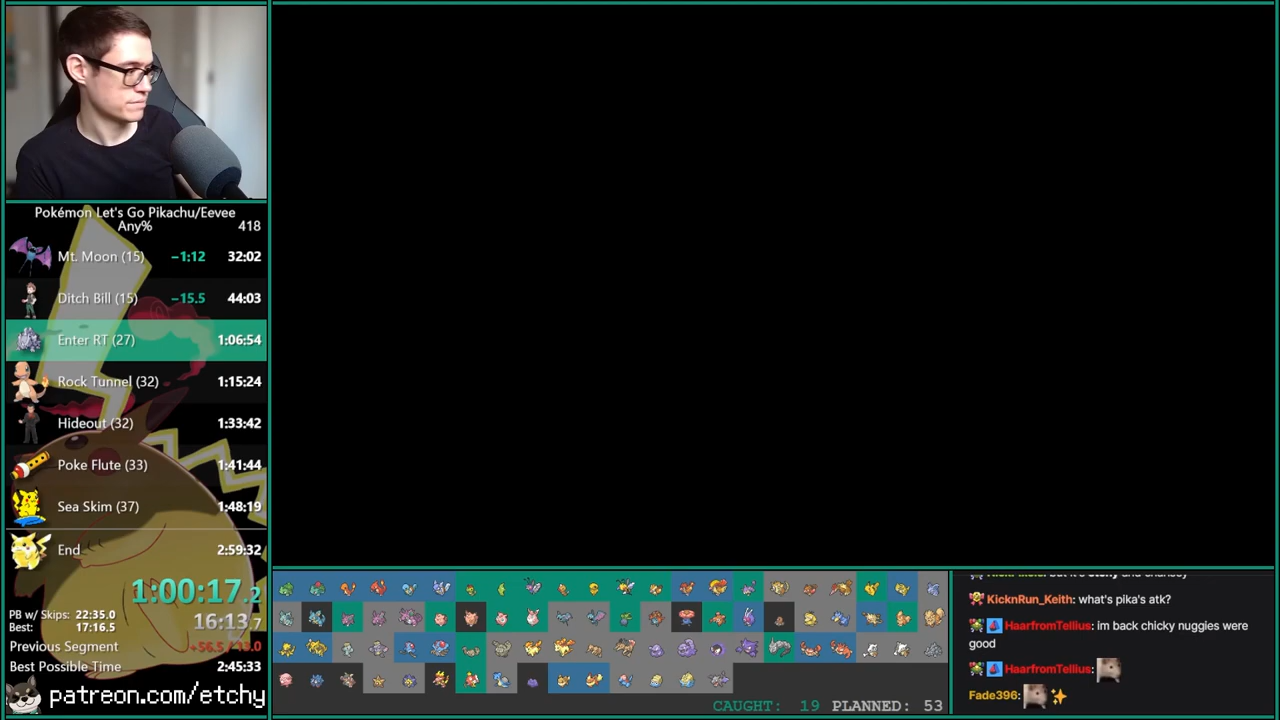 Pokémon Let's Go Pikachu/Eevee
Any% 418
Mt. Moon (15) −1:12 32:02
Ditch Bill (15) −15.5 44:03
Enter RT (27) 1:06:54
Rock Tunnel (32) 1:15:24
Hideout (32) 1:33:42
Poke Flute (33) 1:41:44
Sea Skim (37) 1:48:19
End 2:59:32
1:00:17.2
PB w/ Skips: 22:35.0
Best: 17:16.5
16:13.7
Previous Segment
Best Possible Time 2:45:33
patreon.com/etchy
CAUGHT: 19 PLANNED: 53
KicknRun_Keith: what's pika's atk?
HaarfromTellius: im back chicky nuggies were
good
HaarfromTellius:
Fade396: